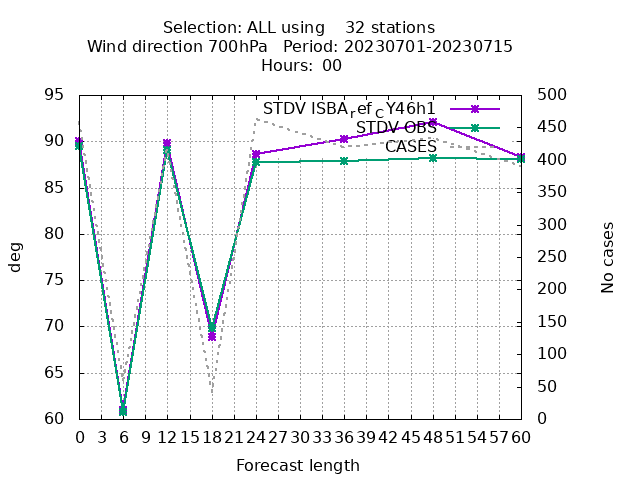 Selection: ALL using    32 stations
Wind direction 700hPa   Period: 20230701-20230715
Hours: 00
STDV ISBA_ref_CY46h1
STDV OBS
CASES
95
90
85
80
75
70
65
60
500
450
400
350
300
250
200
150
100
50
0
deg
No cases
0 3 6 9 12 15 18 21 24 27 30 33 36 39 42 45 48 51 54 57 60
Forecast length